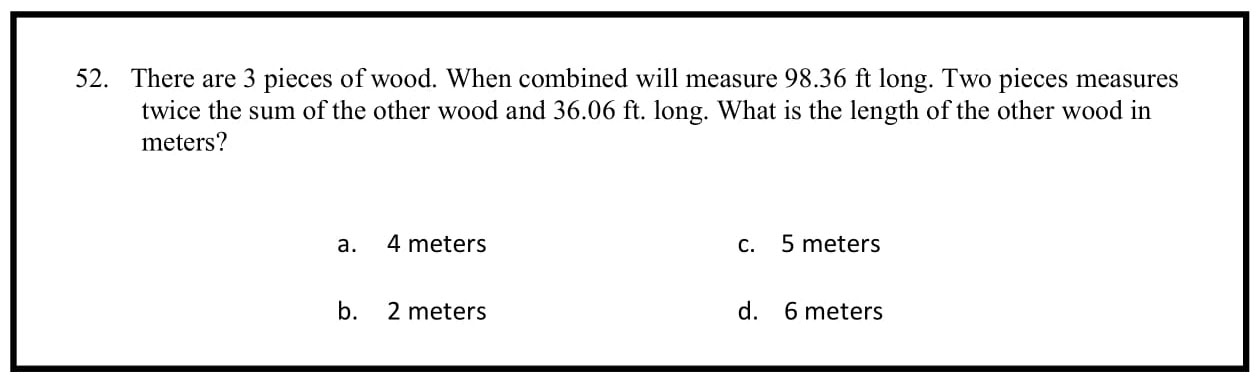 52. There are 3 pieces of wood. When combined will measure 98.36 ft long. Two pieces measures
twice the sum of the other wood and 36.06 ft. long. What is the length of the other wood in
meters?
a. 4 meters
c. 5 meters
b. 2 meters
d. 6 meters